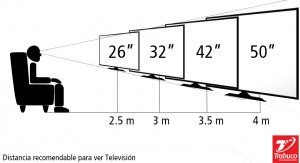 26” 32” 42” 50”
2.5 m 3 m 3.5 m 4 m
Distancia recomendable para ver Televisión
Trobuco